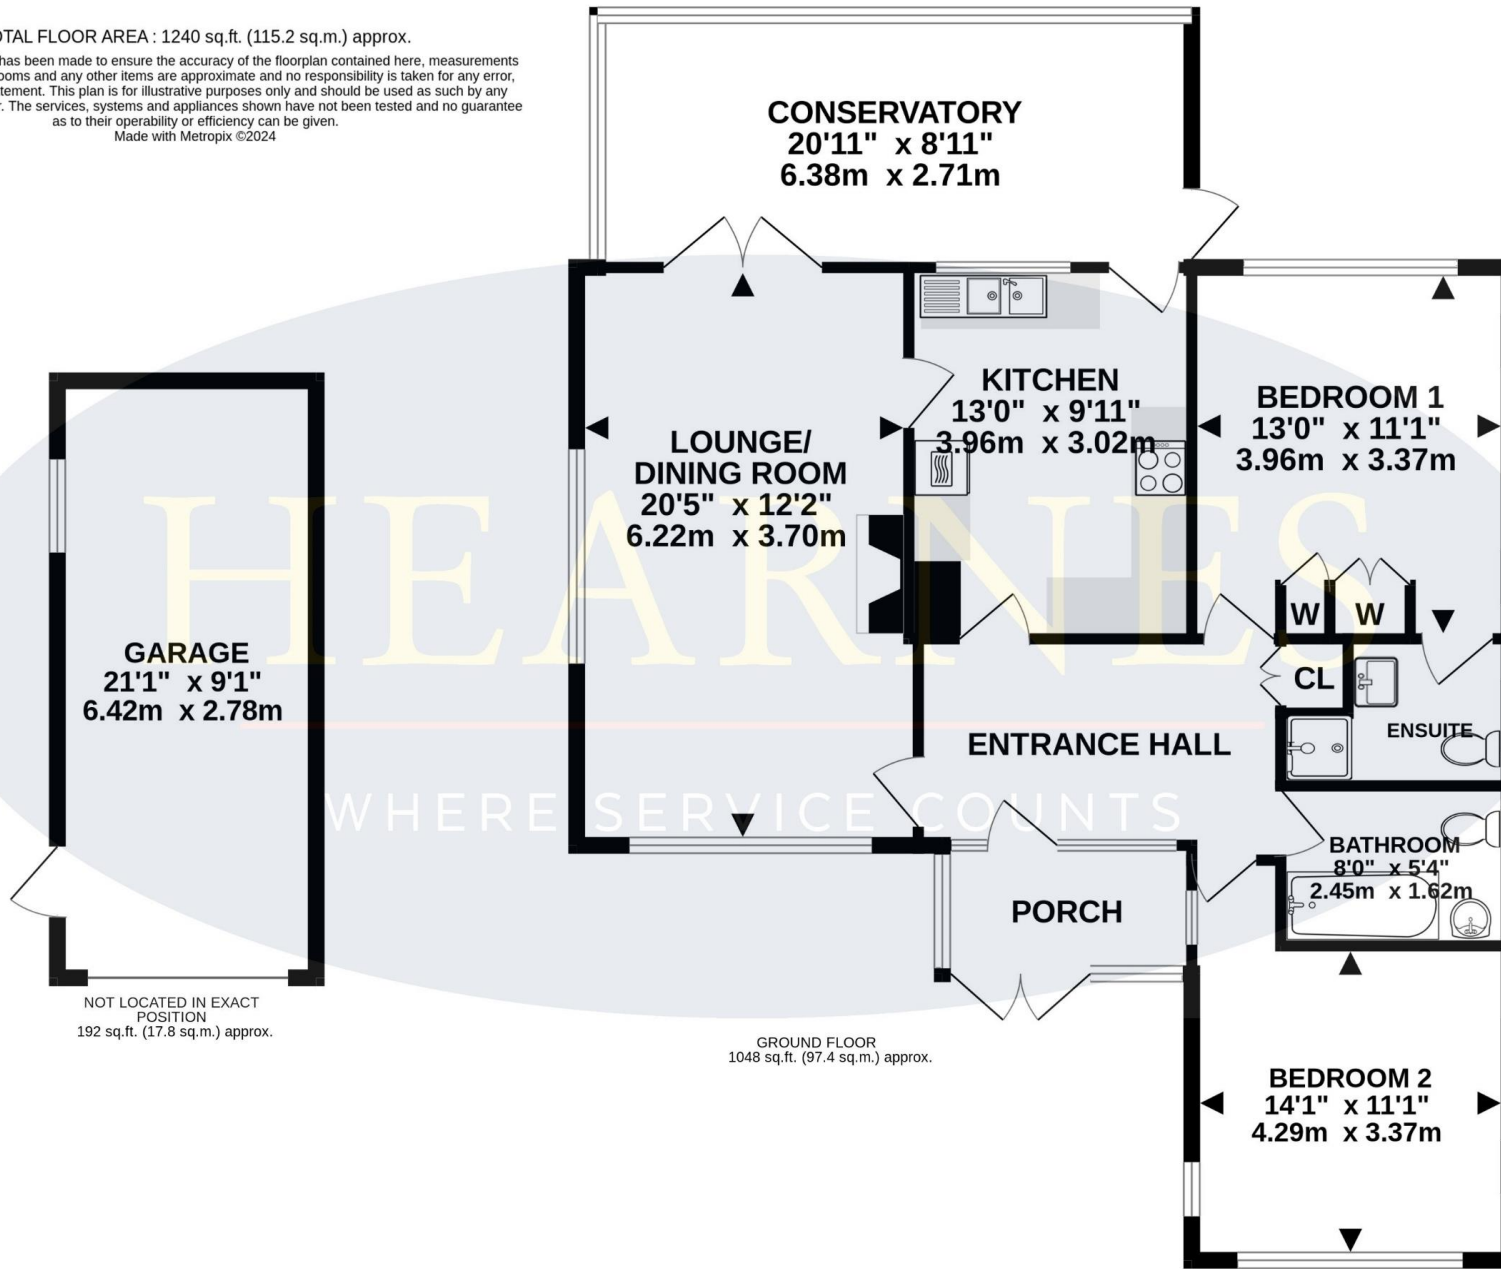 OTAL FLOOR AREA : 1240 sq.ft. (115.2 sq.m.) approx.
has been made to ensure the accuracy of the floorplan contained here, measurements
ooms and any other items are approximate and no responsibility is taken for any error,
tement. This plan is for illustrative purposes only and should be used as such by any
r. The services, systems and appliances shown have not been tested and no guarantee
as to their operability or efficiency can be given.
Made with Metropix ©2024
CONSERVATORY
20'11" x 8'11"
6.38m x 2.71m
KITCHEN
13'0" x 9'11"
3.96m x 3.02m
BEDROOM 1
13'0" x 11'1"
3.96m x 3.37m
LOUNGE/
DINING ROOM
20'5" x 12'2"
6.22m x 3.70m
HEARNES
W
W
GARAGE
21'1" x 9'1"
6.42m x 2.78m
CL
ENSUITE
ENTRANCE HALL
WHERE SERVICE COUNTS
BATHROOM
8'0" x 5'4"
2.45m x 1.62m
PORCH
NOT LOCATED IN EXACT
POSITION
192 sq.ft. (17.8 sq.m.) approx.
GROUND FLOOR
1048 sq.ft. (97.4 sq.m.) approx.
BEDROOM 2
14'1" x 11'1"
4.29m x 3.37m